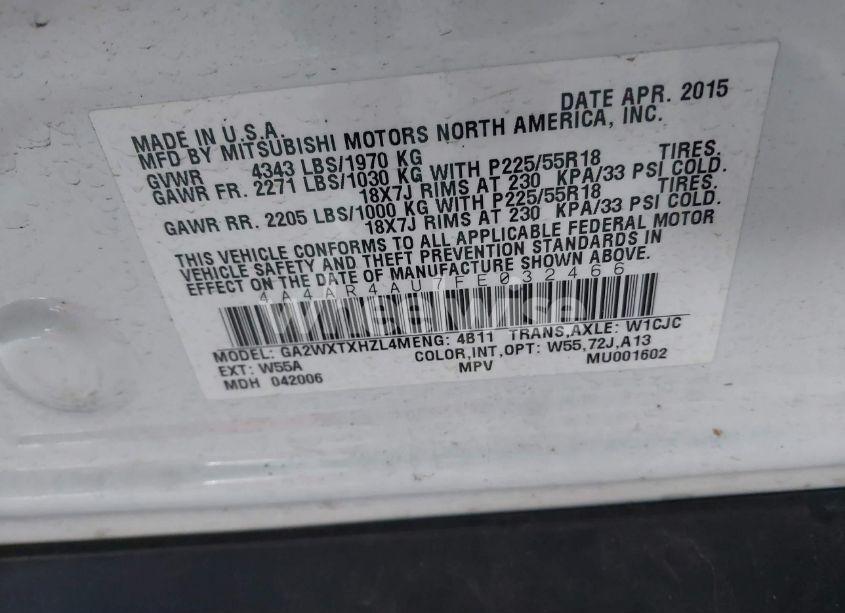 DATE APR. 2015
MADE IN U.S.A.
MFD BY MITSUBISHI MOTORS NORTH AMERICA, INC.
GVWR 4343 LBS/1970 KG
GAWR FR. 2271 LBS/1030 KG WITH P225/55R18 TIRES.
18X7J RIMS AT 230 KPA/33 PSI COLD.
GAWR RR. 2205 LBS/1000 KG WITH P225/55R18 TIRES.
18X7J RIMS AT 230 KPA/33 PSI COLD.
THIS VEHICLE CONFORMS TO ALL APPLICABLE FEDERAL MOTOR
VEHICLE SAFETY AND THEFT PREVENTION STANDARDS IN
EFFECT ON THE DATE OF MANUFACTURE SHOWN ABOVE.
4A4AR4AU7FE032466
MODEL: GA2WXTXHZL4MENG: 4B11 TRANS,AXLE: W1CJC
EXT: W55A COLOR,INT,OPT: W55,72J,A13
MDH 042006 MPV MU001602